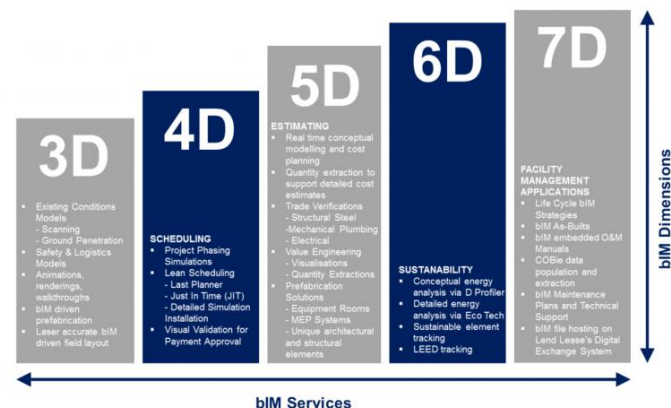 3D
Existing Conditions
Models
- Scanning
- Ground Penetration
Safety & Logistics
Models
Animations,
renderings,
walkthroughs
bIM driven
prefabrication
Laser accurate bIM
driven field layout
4D
SCHEDULING
Project Phasing
Simulations
Lean Scheduling
- Last Planner
- Just In Time (JIT)
- Detailed Simulation
Installation
Visual Validation for
Payment Approval
5D
ESTIMATING
Real time conceptual
modelling and cost
planning
Quantity extraction to
support detailed cost
estimates
Trade Verifications
- Structural Steel
-Mechanical Plumbing
- Electrical
Value Engineering
- Visualisations
- Quantity Extractions
Prefabrication
Solutions
- Equipment Rooms
- MEP Systems
- Unique architectural
and structural
elements
6D
SUSTANABILITY
Conceptual energy
analysis via D Profiler
Detailed energy
analysis via Eco Tech
Sustainable element
tracking
LEED tracking
7D
FACILITY
MANAGEMENT
APPLICATIONS
Life Cycle bIM
Strategies
bIM As-Builts
bIM embedded O&M
Manuals
COBie data
population and
extraction
bIM Maintenance
Plans and Technical
Support
bIM file hosting on
Lend Lease's Digital
Exchange System
bIM Dimensions
bIM Services